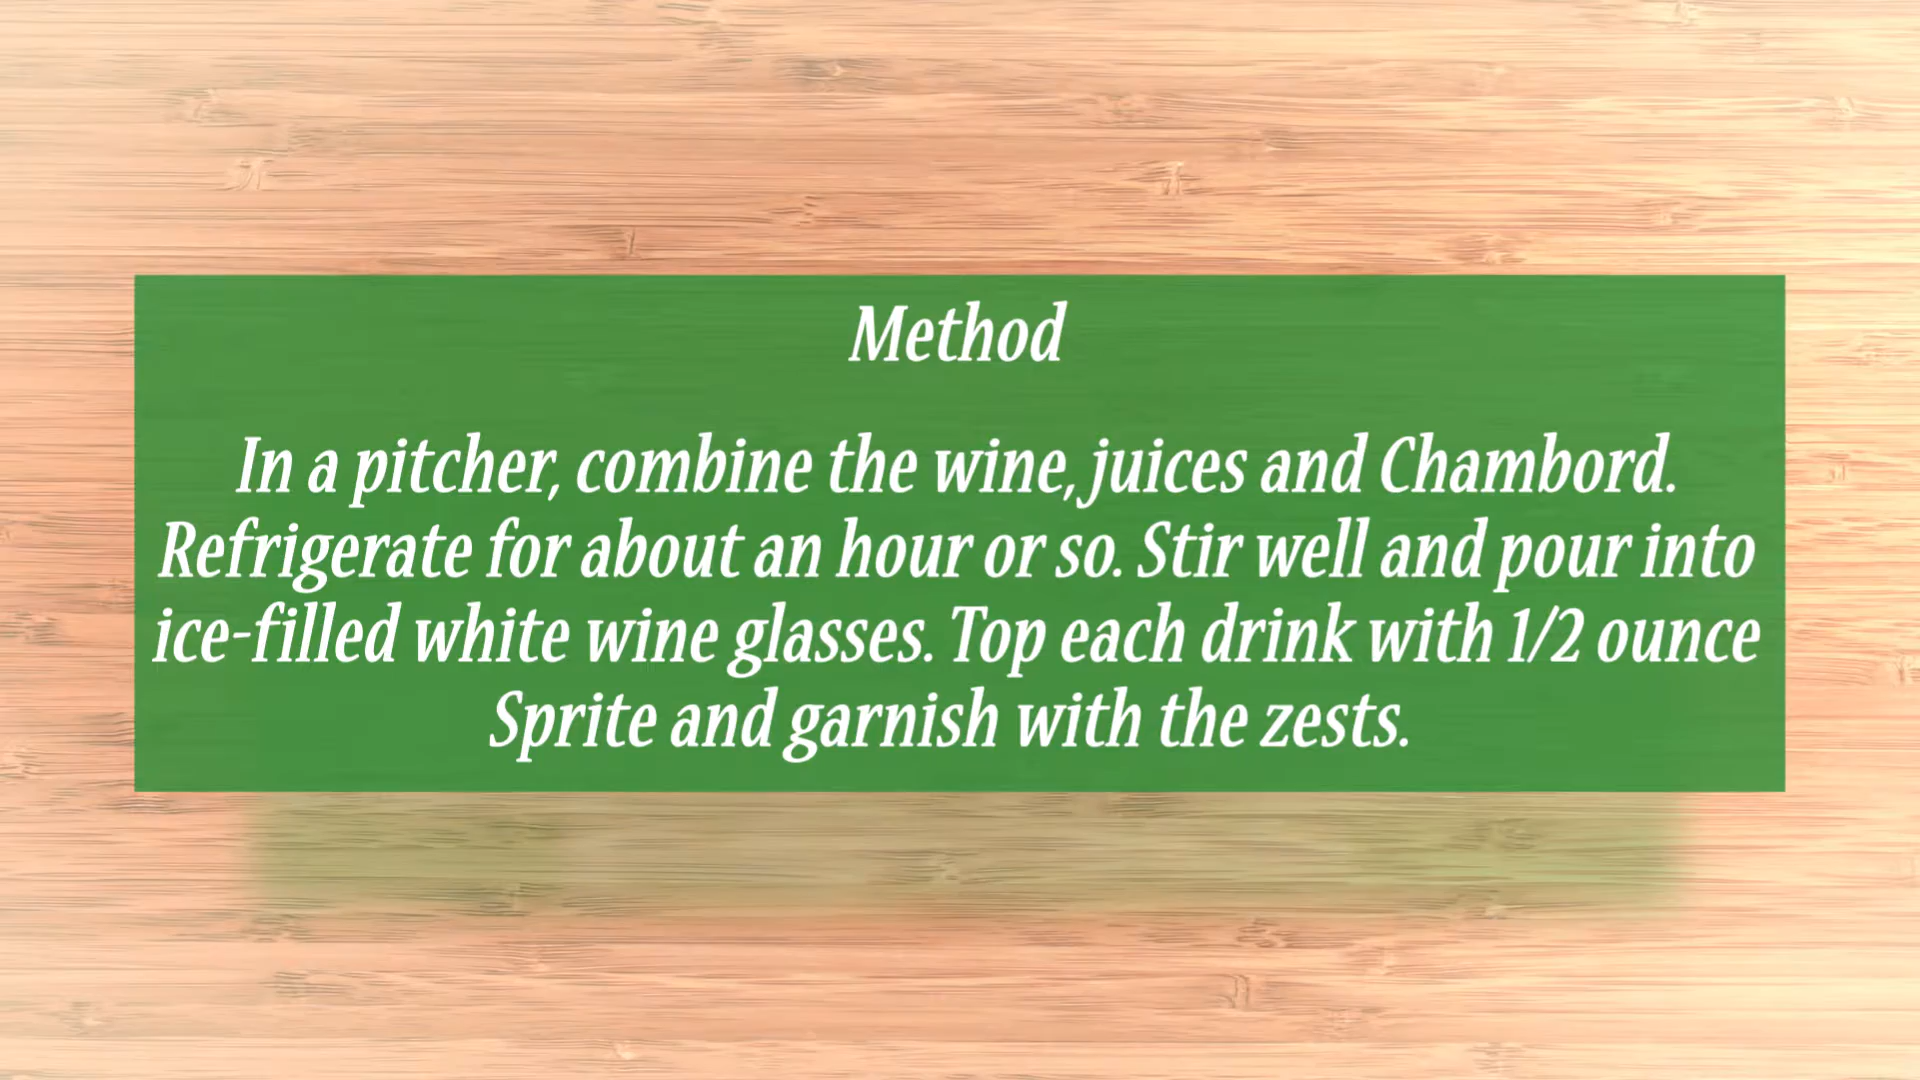 Method
In a pitcher, combine the wine, juices and Chambord.
Refrigerate for about an hour or so. Stir well and pour into
ice-filled white wine glasses. Top each drink with 1/2 ounce
Sprite and garnish with the zests.